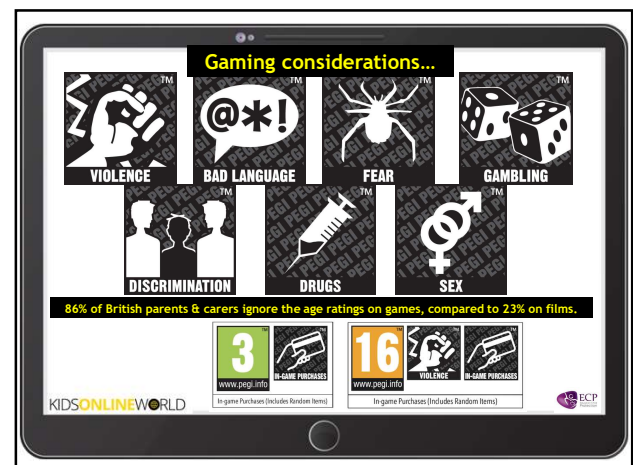 Gaming considerations...
VIOLENCE
@*!
BAD LANGUAGE
FEAR
GAMBLING
DISCRIMINATION
DRUGS
SEX
86% of British parents & carers ignore the age ratings on games, compared to 23% on films.
3
www.pegi.info
IN-GAME PURCHASES
In-game Purchases (Includes Random Items)
16
www.pegi.info
VIOLENCE
IN-GAME PURCHASES
In-game Purchases (Includes Random Items)
KIDSONLINEWORLD
ECP